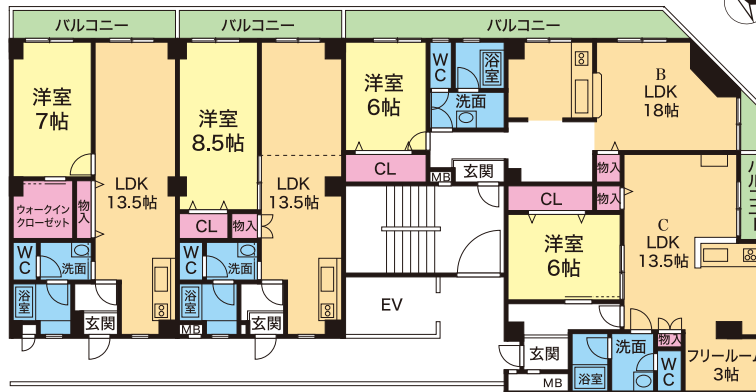 バルコニー
バルコニー
バルコニー
洋室
7帖
LDK
13.5帖
ウォークイン
クローゼット
物入
WC
洗面
浴室
玄関
洋室
8.5帖
LDK
13.5帖
CL
物入
WC
洗面
浴室
MB
玄関
洋室
6帖
WC
浴室
洗面
CL
MB
玄関
B
LDK
18帖
物入
EV
CL
物入
洋室
6帖
C
LDK
13.5帖
バルコニー
玄関
MB
浴室
洗面
WC
物入
フリールーム
3帖